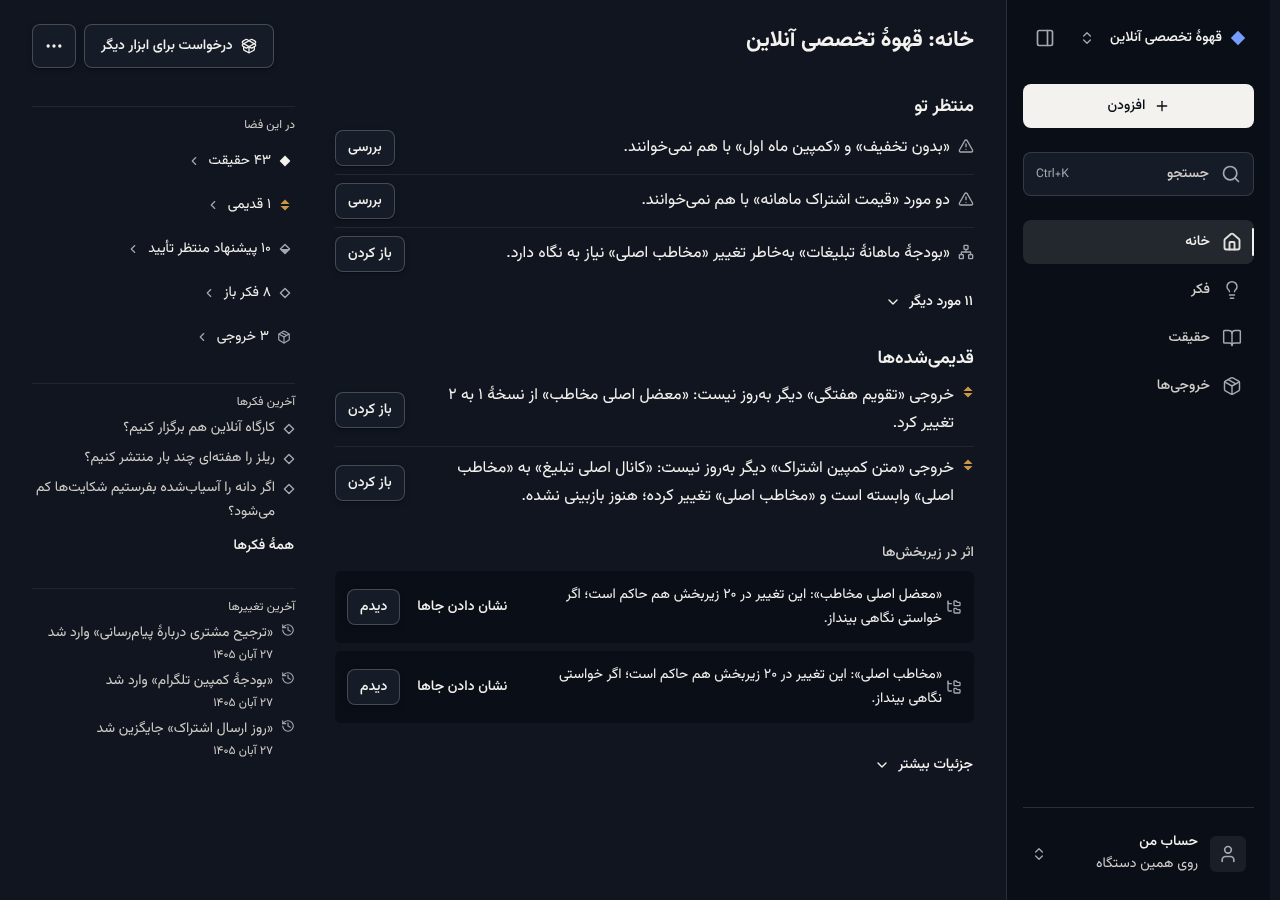 قهوهٔ تخصصی آنلاین
افزودن
جستجو
Ctrl+K
خانه
فکر
حقیقت
خروجی‌ها
حساب من
روی همین دستگاه
خانه: قهوهٔ تخصصی آنلاین
درخواست برای ابزار دیگر
منتظر تو
«بدون تخفیف» و «کمپین ماه اول» با هم نمی‌خوانند.
بررسی
دو مورد «قیمت اشتراک ماهانه» با هم نمی‌خوانند.
بررسی
«بودجهٔ ماهانهٔ تبلیغات» به‌خاطر تغییر «مخاطب اصلی» نیاز به نگاه دارد.
باز کردن
۱۱ مورد دیگر
قدیمی‌شده‌ها
خروجی «تقویم هفتگی» دیگر به‌روز نیست: «معضل اصلی مخاطب» از نسخهٔ ۱ به ۲
تغییر کرد.
باز کردن
خروجی «متن کمپین اشتراک» دیگر به‌روز نیست: «کانال اصلی تبلیغ» به «مخاطب
اصلی» وابسته است و «مخاطب اصلی» تغییر کرده؛ هنوز بازبینی نشده.
باز کردن
اثر در زیربخش‌ها
«معضل اصلی مخاطب»: این تغییر در ۲۰ زیربخش هم حاکم است؛ اگر
خواستی نگاهی بینداز.
نشان دادن جاها
دیدم
«مخاطب اصلی»: این تغییر در ۲۰ زیربخش هم حاکم است؛ اگر خواستی
نگاهی بینداز.
نشان دادن جاها
دیدم
جزئیات بیشتر
در این فضا
۴۳ حقیقت
۱ قدیمی
۱۰ پیشنهاد منتظر تأیید
۸ فکر باز
۳ خروجی
آخرین فکرها
کارگاه آنلاین هم برگزار کنیم؟
ریلز را هفته‌ای چند بار منتشر کنیم؟
اگر دانه را آسیاب‌شده بفرستیم شکایت‌ها کم
می‌شود؟
همهٔ فکرها
آخرین تغییرها
«ترجیح مشتری دربارهٔ پیام‌رسانی» وارد شد
۲۷ آبان ۱۴۰۵
«بودجهٔ کمپین تلگرام» وارد شد
۲۷ آبان ۱۴۰۵
«روز ارسال اشتراک» جایگزین شد
۲۷ آبان ۱۴۰۵